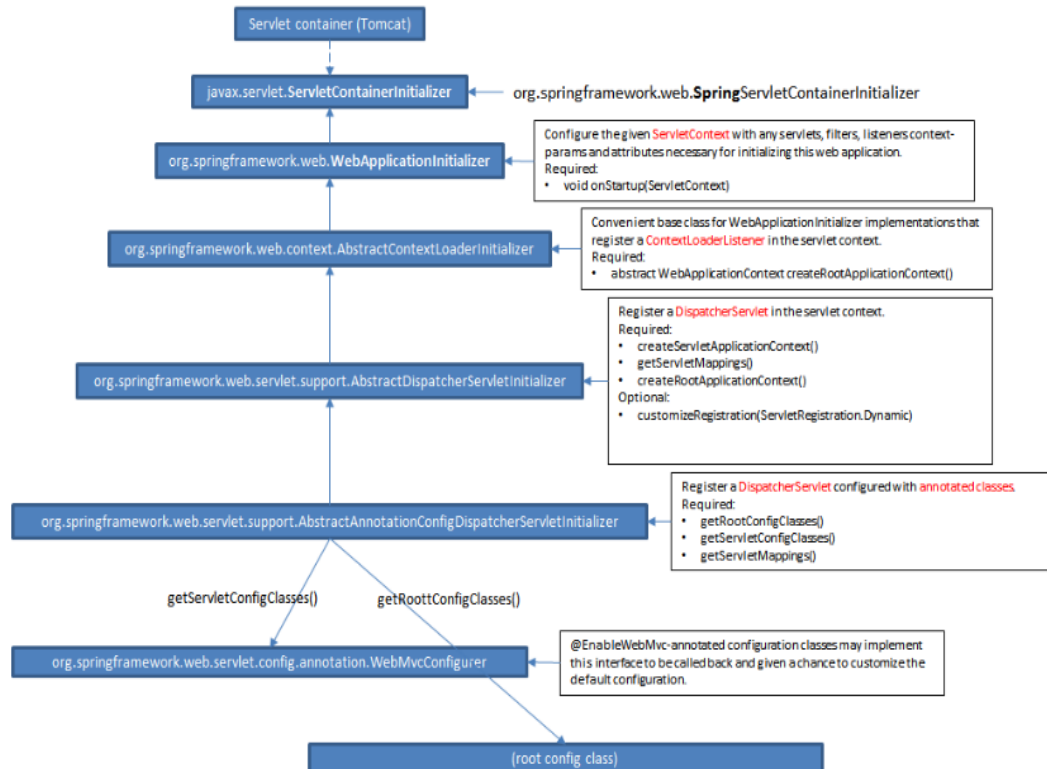 Servlet container (Tomcat)
javax.servlet.ServletContainerInitializer
org.springframework.web.SpringServletContainerInitializer
Configure the given ServletContext with any servlets, filters, listeners context-
params and attributes necessary for initializing this web application.
Required:
• void onStartup(ServletContext)
org.springframework.web.WebApplicationInitializer
Convenient base class for WebApplicationInitializer implementations that
register a ContextLoaderListener in the servlet context.
Required:
• abstract WebApplicationContext createRootApplicationContext()
org.springframework.web.context.AbstractContextLoaderInitializer
Register a DispatcherServlet in the servlet context.
Required:
• createServletApplicationContext()
• getServletMappings()
• createRootApplicationContext()
Optional:
• customizeRegistration(ServletRegistration.Dynamic)
org.springframework.web.servlet.support.AbstractDispatcherServletInitializer
Register a DispatcherServlet configured with annotated classes.
Required:
• getRootConfigClasses()
• getServletConfigClasses()
• getServletMappings()
org.springframework.web.servlet.support.AbstractAnnotationConfigDispatcherServletInitializer
getServletConfigClasses()
getRoottConfigClasses()
@EnableWebMvc-annotated configuration classes may implement
this interface to be called back and given a chance to customize the
default configuration.
org.springframework.web.servlet.config.annotation.WebMvcConfigurer
(root config class)